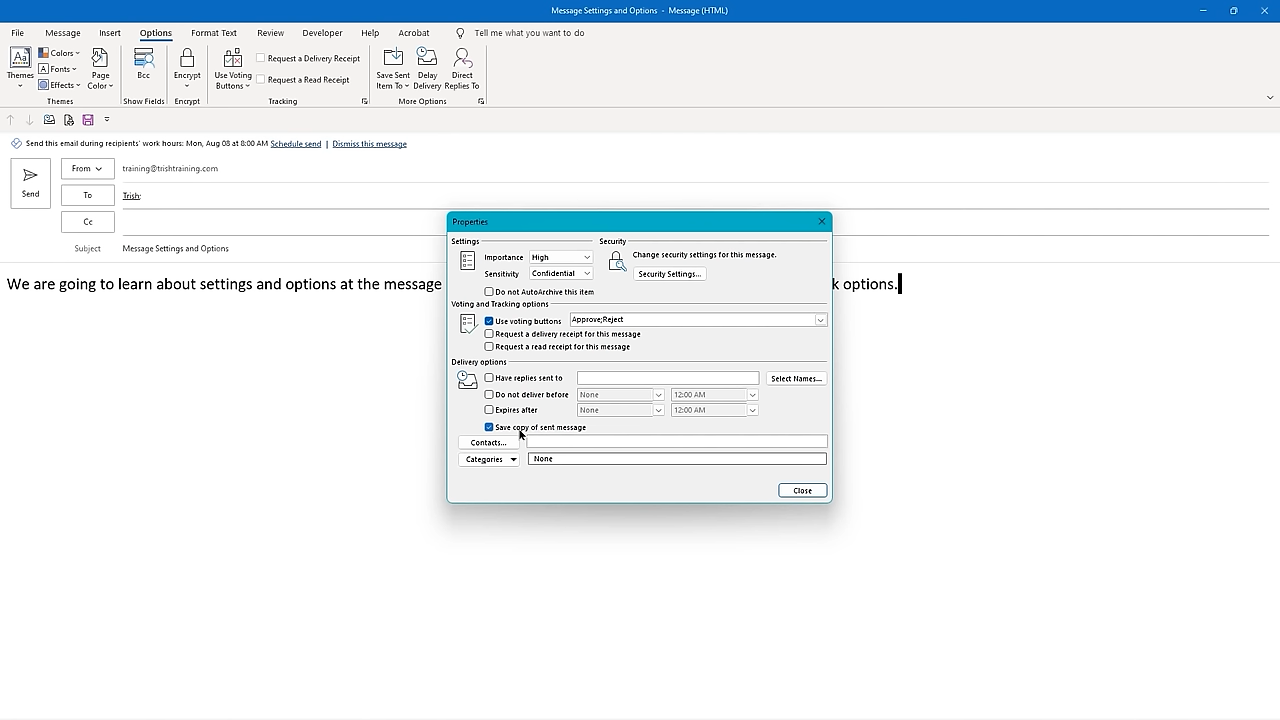 Message Settings and Options - Message (HTML)
File Message Insert Options Format Text Review Developer Help Acrobat Tell me what you want to do
Themes
Colors
Fonts
Effects
Page Color
Themes
Bcc
Show Fields
Encrypt
Encrypt
Use Voting Buttons
Request a Delivery Receipt
Request a Read Receipt
Tracking
Save Sent Item To
Delay Delivery
Direct Replies To
More Options
Send this email during recipients' work hours: Mon, Aug 08 at 8:00 AM Schedule send | Dismiss this message
Send
From training@trishtraining.com
To Trish;
Cc
Subject Message Settings and Options
We are going to learn about settings and options at the message
k options.
Properties
Settings
Importance High
Sensitivity Confidential
Do not AutoArchive this item
Security
Change security settings for this message.
Security Settings...
Voting and Tracking options
Use voting buttons Approve;Reject
Request a delivery receipt for this message
Request a read receipt for this message
Delivery options
Have replies sent to Select Names...
Do not deliver before None 12:00 AM
Expires after None 12:00 AM
Save copy of sent message
Contacts...
Categories None
Close